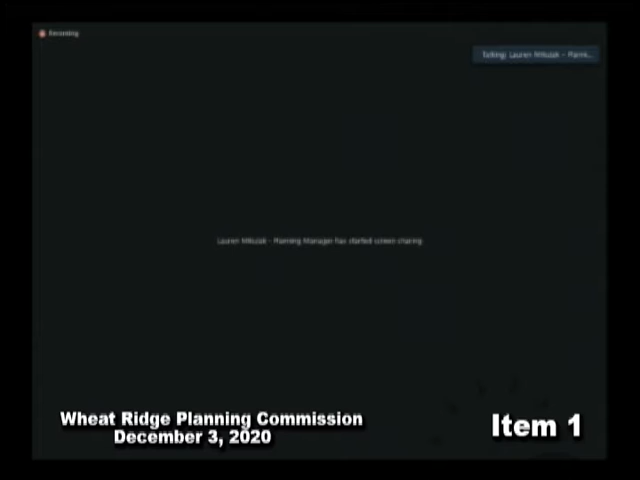 Recording
Talking: Lauren Mikulak - Plann...
Lauren Mikulak - Planning Manager has started screen sharing
Wheat Ridge Planning Commission
December 3, 2020
Item 1